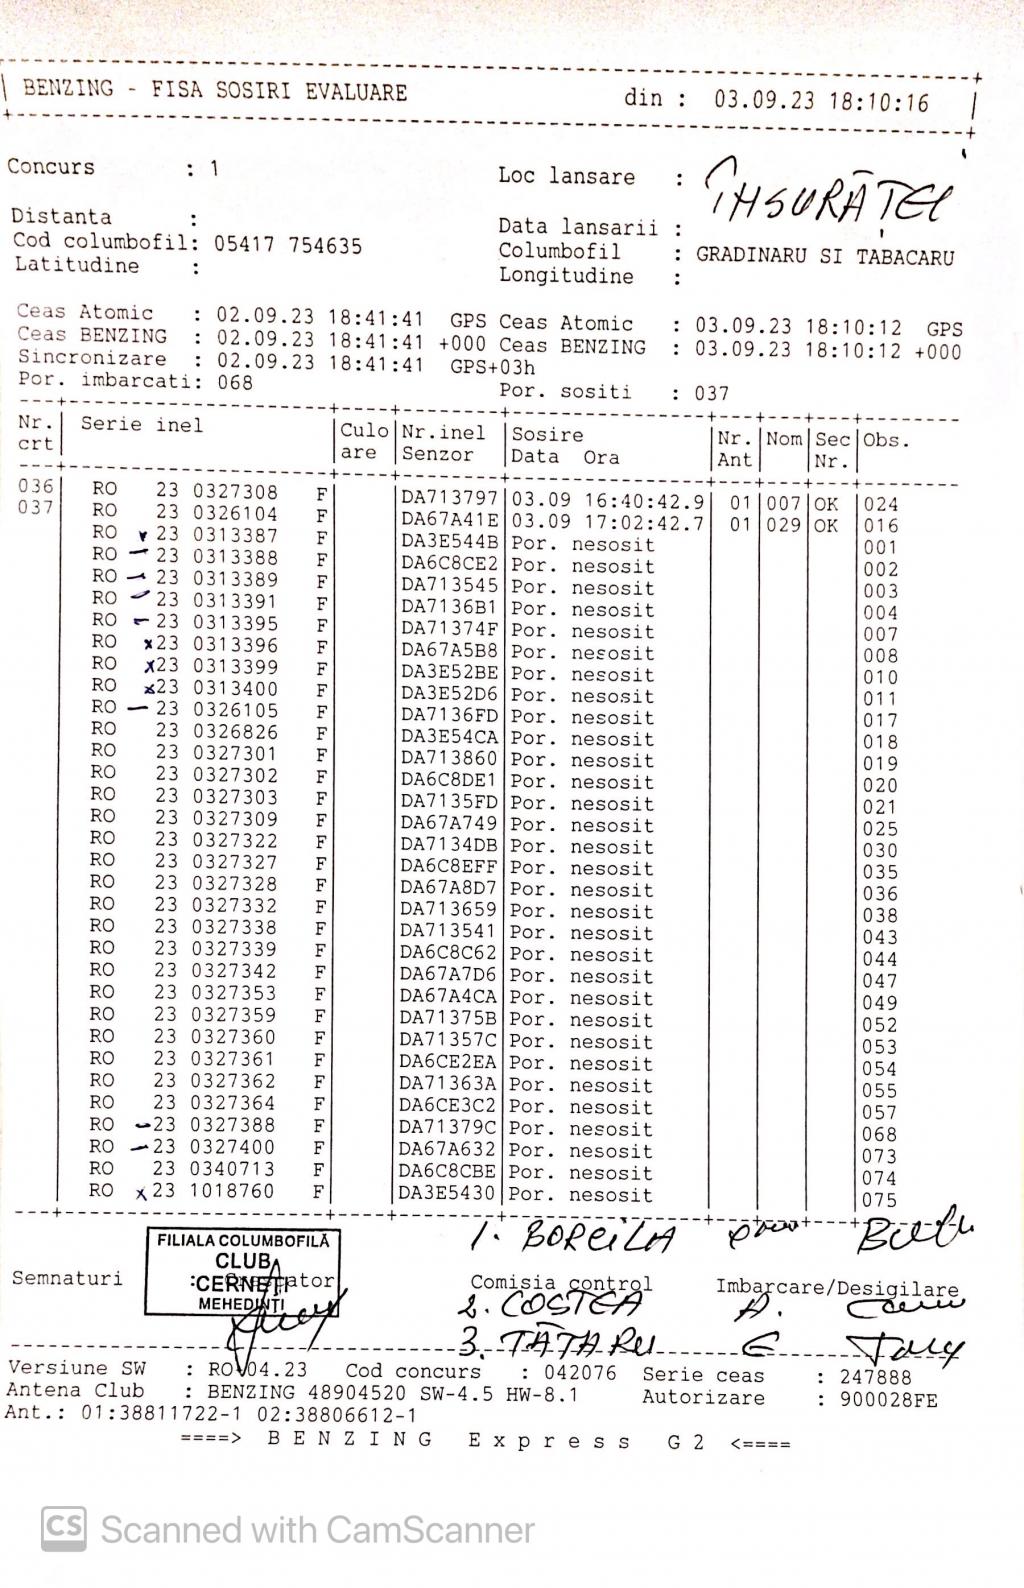 BENZING - FISA SOSIRI EVALUARE din : 03.09.23 18:10:16
Concurs : 1 Loc lansare : ÎNSURĂȚEI
Distanta : Data lansarii :
Cod columbofil: 05417 754635 Columbofil : GRADINARU SI TABACARU
Latitudine : Longitudine :
Ceas Atomic : 02.09.23 18:41:41 GPS Ceas Atomic : 03.09.23 18:10:12 GPS
Ceas BENZING : 02.09.23 18:41:41 +000 Ceas BENZING : 03.09.23 18:10:12 +000
Sincronizare : 02.09.23 18:41:41 GPS+03h
Por. imbarcati: 068 Por. sositi : 037
Nr. Serie inel Culo Nr.inel Sosire Nr. Nom Sec Obs.
crt are Senzor Data Ora Ant Nr.
036 RO 23 0327308 F DA713797 03.09 16:40:42.9 01 007 OK 024
037 RO 23 0326104 F DA67A41E 03.09 17:02:42.7 01 029 OK 016
RO 23 0313387 F DA3E544B Por. nesosit 001
RO 23 0313388 F DA6C8CE2 Por. nesosit 002
RO 23 0313389 F DA713545 Por. nesosit 003
RO 23 0313391 F DA7136B1 Por. nesosit 004
RO 23 0313395 F DA71374F Por. nesosit 007
RO x23 0313396 F DA67A5B8 Por. nesosit 008
RO x23 0313399 F DA3E52BE Por. nesosit 010
RO x23 0313400 F DA3E52D6 Por. nesosit 011
RO 23 0326105 F DA7136FD Por. nesosit 017
RO 23 0326826 F DA3E54CA Por. nesosit 018
RO 23 0327301 F DA713860 Por. nesosit 019
RO 23 0327302 F DA6C8DE1 Por. nesosit 020
RO 23 0327303 F DA7135FD Por. nesosit 021
RO 23 0327309 F DA67A749 Por. nesosit 025
RO 23 0327322 F DA7134DB Por. nesosit 030
RO 23 0327327 F DA6C8EFF Por. nesosit 035
RO 23 0327328 F DA67A8D7 Por. nesosit 036
RO 23 0327332 F DA713659 Por. nesosit 038
RO 23 0327338 F DA713541 Por. nesosit 043
RO 23 0327339 F DA6C8C62 Por. nesosit 044
RO 23 0327342 F DA67A7D6 Por. nesosit 047
RO 23 0327353 F DA67A4CA Por. nesosit 049
RO 23 0327359 F DA71375B Por. nesosit 052
RO 23 0327360 F DA71357C Por. nesosit 053
RO 23 0327361 F DA6CE2EA Por. nesosit 054
RO 23 0327362 F DA71363A Por. nesosit 055
RO 23 0327364 F DA6CE3C2 Por. nesosit 057
RO 23 0327388 F DA71379C Por. nesosit 068
RO 23 0327400 F DA67A632 Por. nesosit 073
RO 23 0340713 F DA6C8CBE Por. nesosit 074
RO x23 1018760 F DA3E5430 Por. nesosit 075
1. BORCILA
FILIALA COLUMBOFILĂ
CLUB
CERNEȚI
MEHEDINȚI
Semnaturi : Crescator Comisia control Imbarcare/Desigilare
2. COSTEA A.
3. TĂTARU G
Versiune SW : RO V04.23 Cod concurs : 042076 Serie ceas : 247888
Antena Club : BENZING 48904520 SW-4.5 HW-8.1 Autorizare : 900028FE
Ant.: 01:38811722-1 02:38806612-1
====> BENZING Express G2 <====
CS Scanned with CamScanner